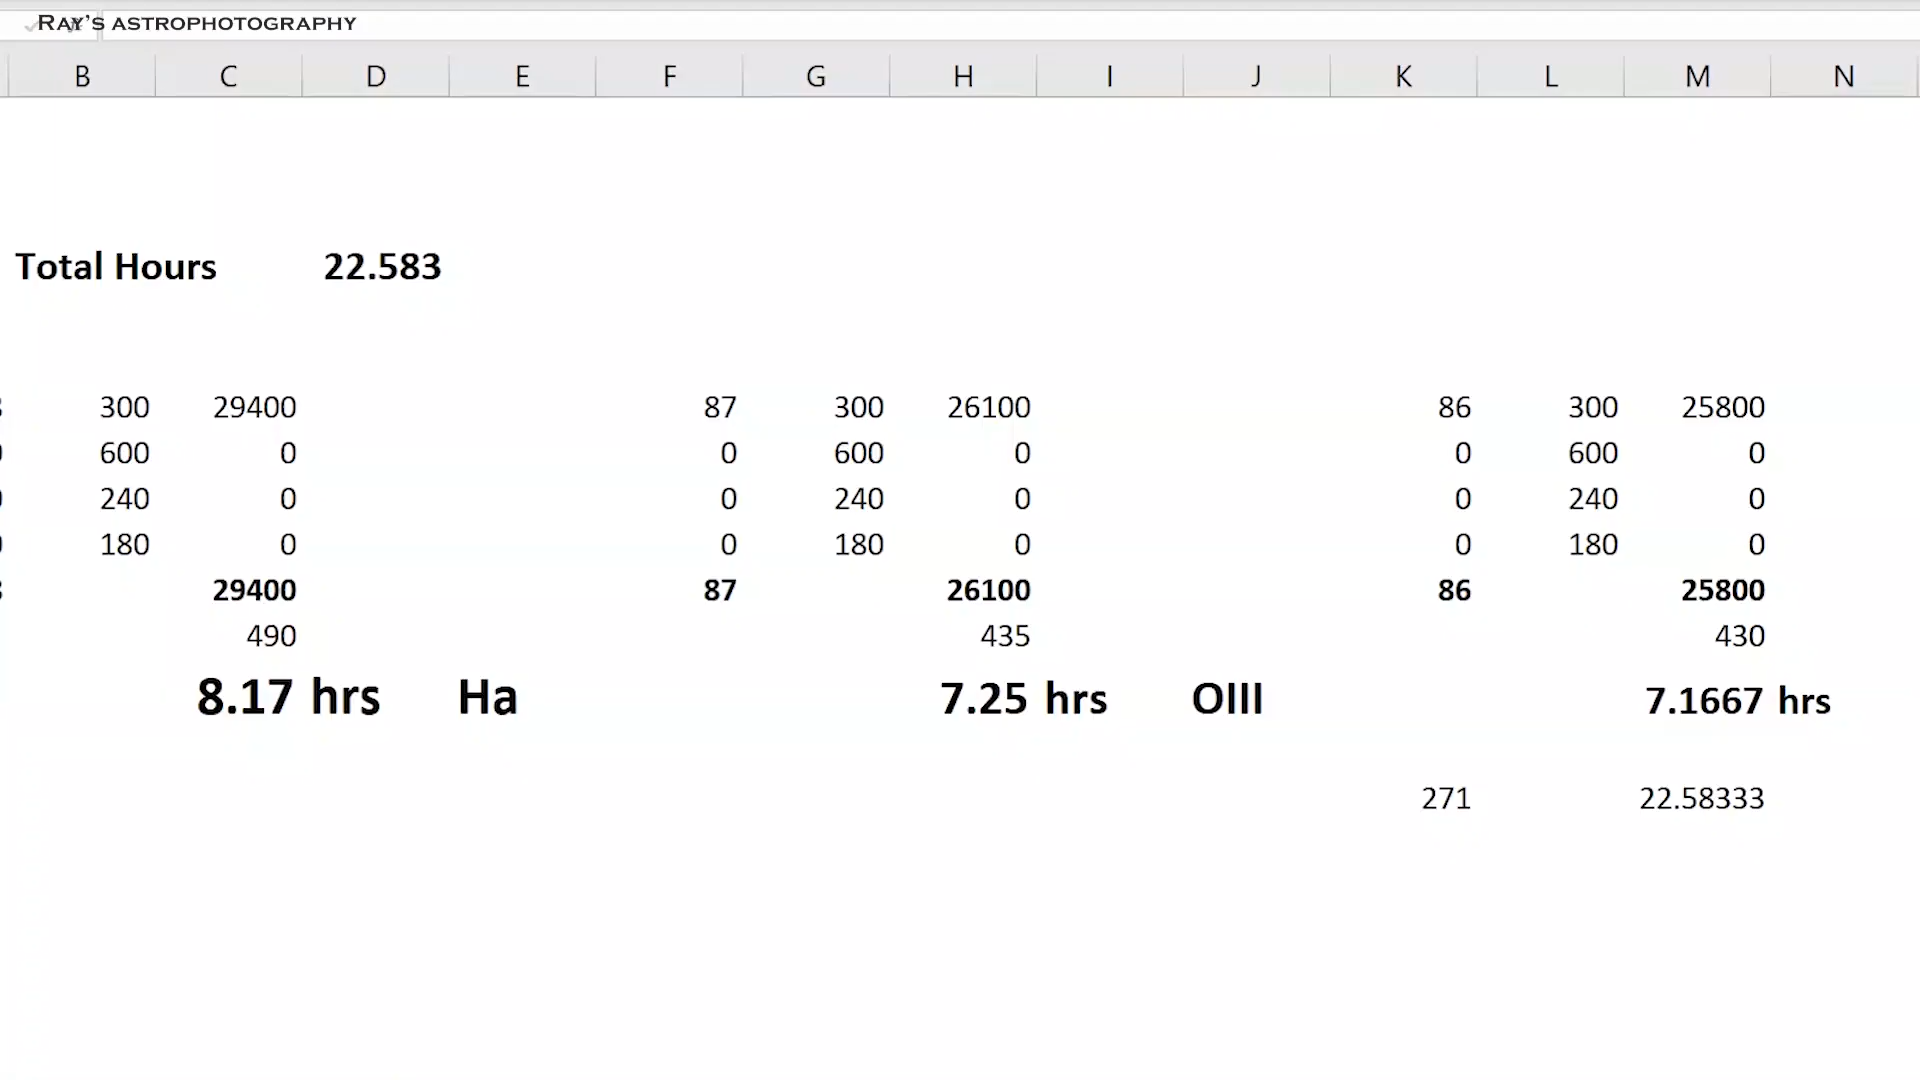 RAY'S ASTROPHOTOGRAPHY
B C D E F G H I J K L M N
Total Hours 22.583
300 29400 87 300 26100 86 300 25800
600 0 0 600 0 0 600 0
240 0 0 240 0 0 240 0
180 0 0 180 0 0 180 0
29400 87 26100 86 25800
490 435 430
8.17 hrs Ha 7.25 hrs OIII 7.1667 hrs
271 22.58333